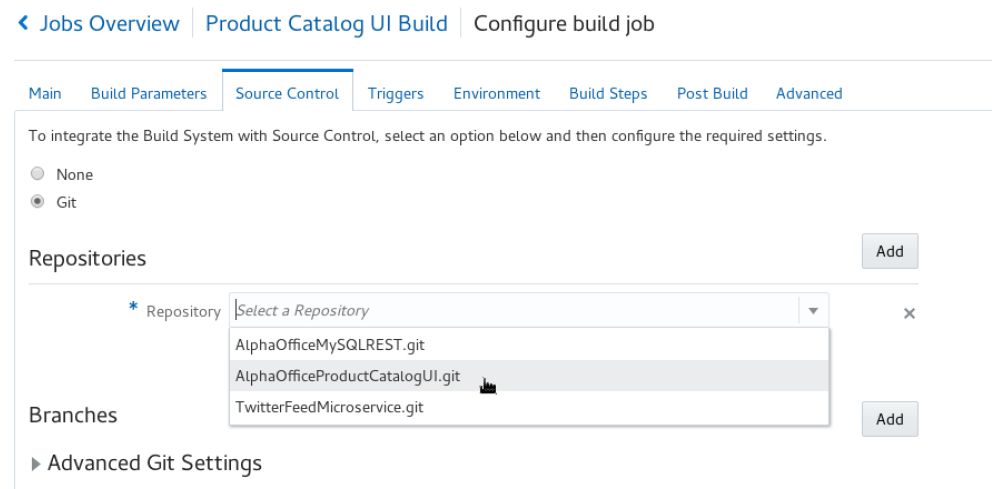 Jobs Overview Product Catalog UI Build Configure build job
Main Build Parameters Source Control Triggers Environment Build Steps Post Build Advanced
To integrate the Build System with Source Control, select an option below and then configure the required settings.
None
Git
Repositories Add
* Repository Select a Repository
AlphaOfficeMySQLREST.git
AlphaOfficeProductCatalogUI.git
TwitterFeedMicroservice.git
Branches Add
Advanced Git Settings